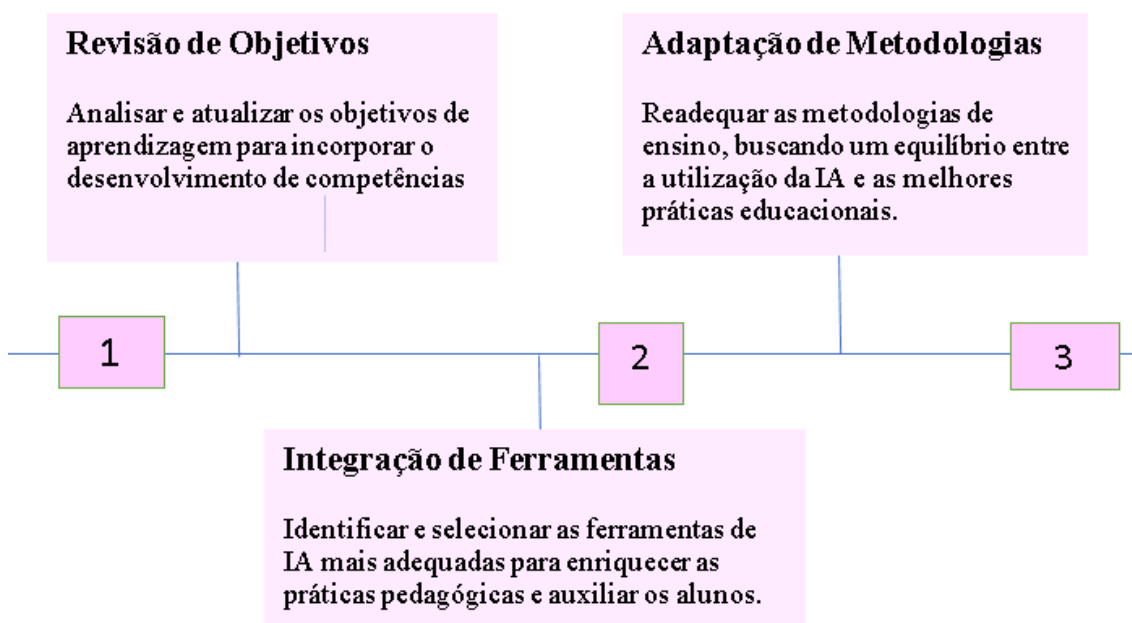 Revisão de Objetivos
Analisar e atualizar os objetivos de
aprendizagem para incorporar o
desenvolvimento de competências
Adaptação de Metodologias
Readequar as metodologias de
ensino, buscando um equilíbrio entre
a utilização da IA e as melhores
práticas educacionais.
1
2
3
Integração de Ferramentas
Identificar e selecionar as ferramentas de
IA mais adequadas para enriquecer as
práticas pedagógicas e auxiliar os alunos.